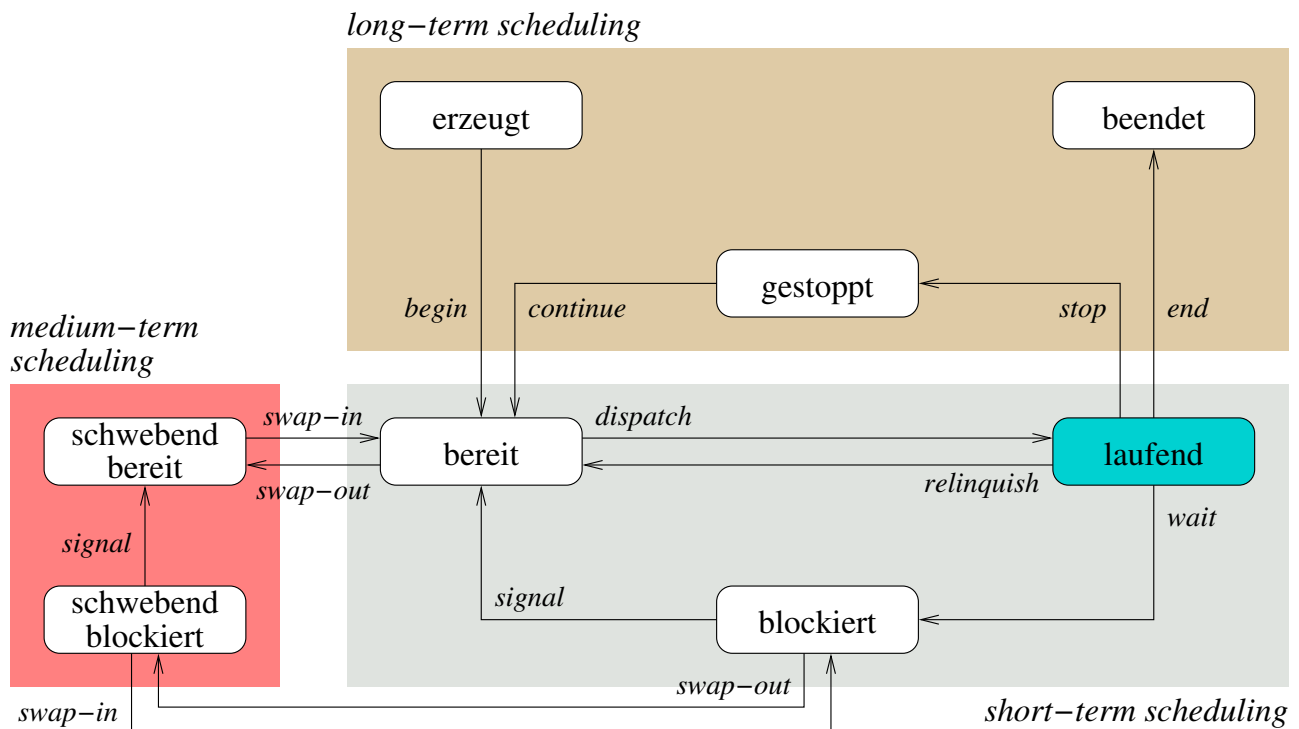 long−term scheduling
erzeugt
beendet
gestoppt
begin
continue
stop
end
medium−term
scheduling
schwebend
bereit
swap−in
swap−out
bereit
dispatch
relinquish
laufend
wait
signal
schwebend
blockiert
signal
blockiert
swap−out
swap−in
short−term scheduling